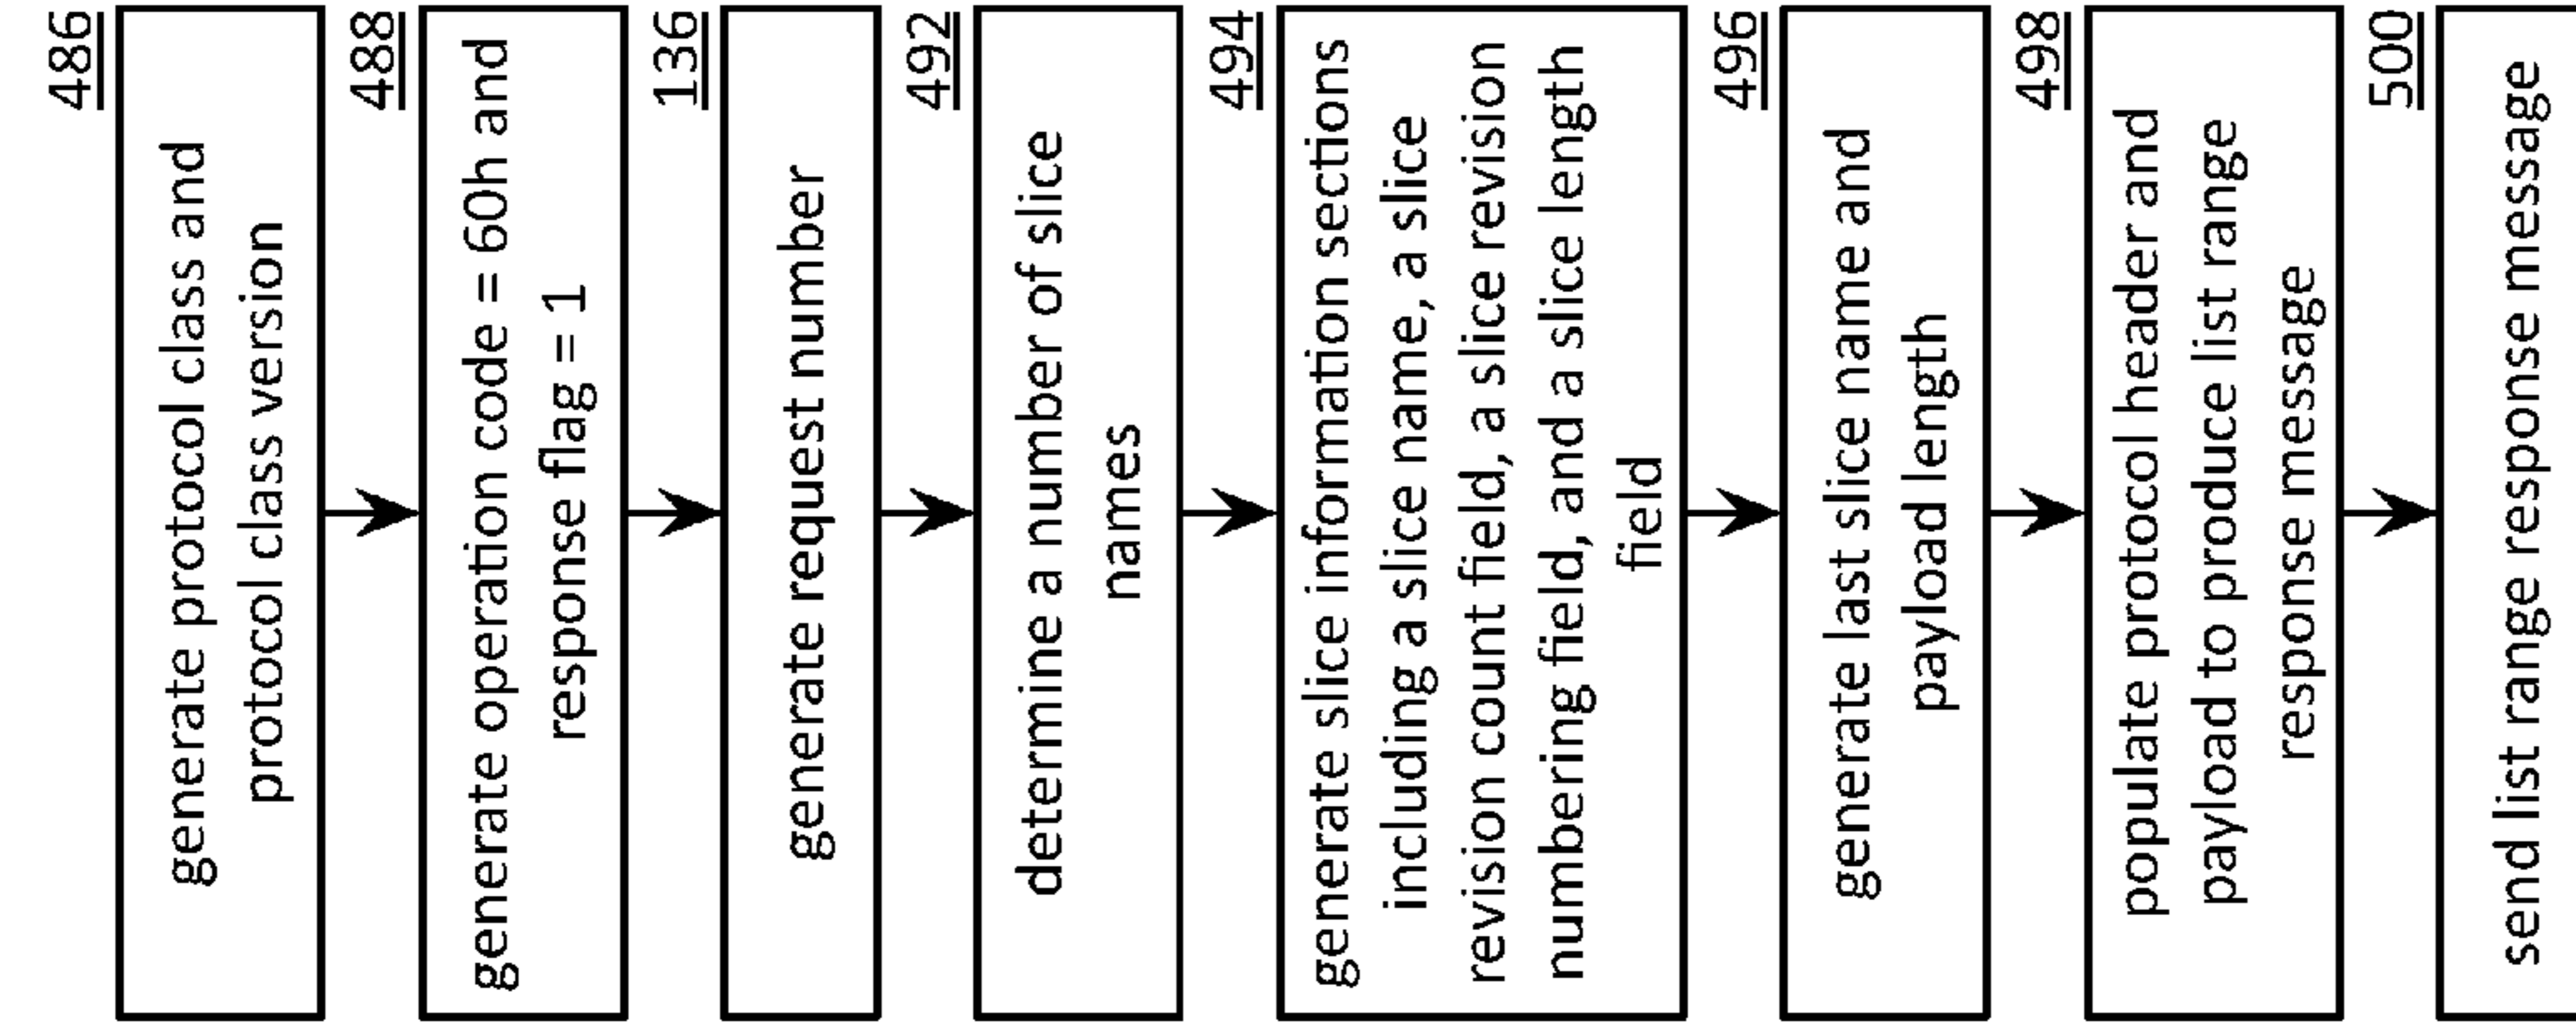 486
generate protocol class and
protocol class version
488
generate operation code = 60h and
response flag = 1
136
generate request number
492
determine a number of slice
names
494
generate slice information sections
including a slice name, a slice
revision count field, a slice revision
numbering field, and a slice length
field
496
generate last slice name and
payload length
498
populate protocol header and
payload to produce list range
response message
500
send list range response message